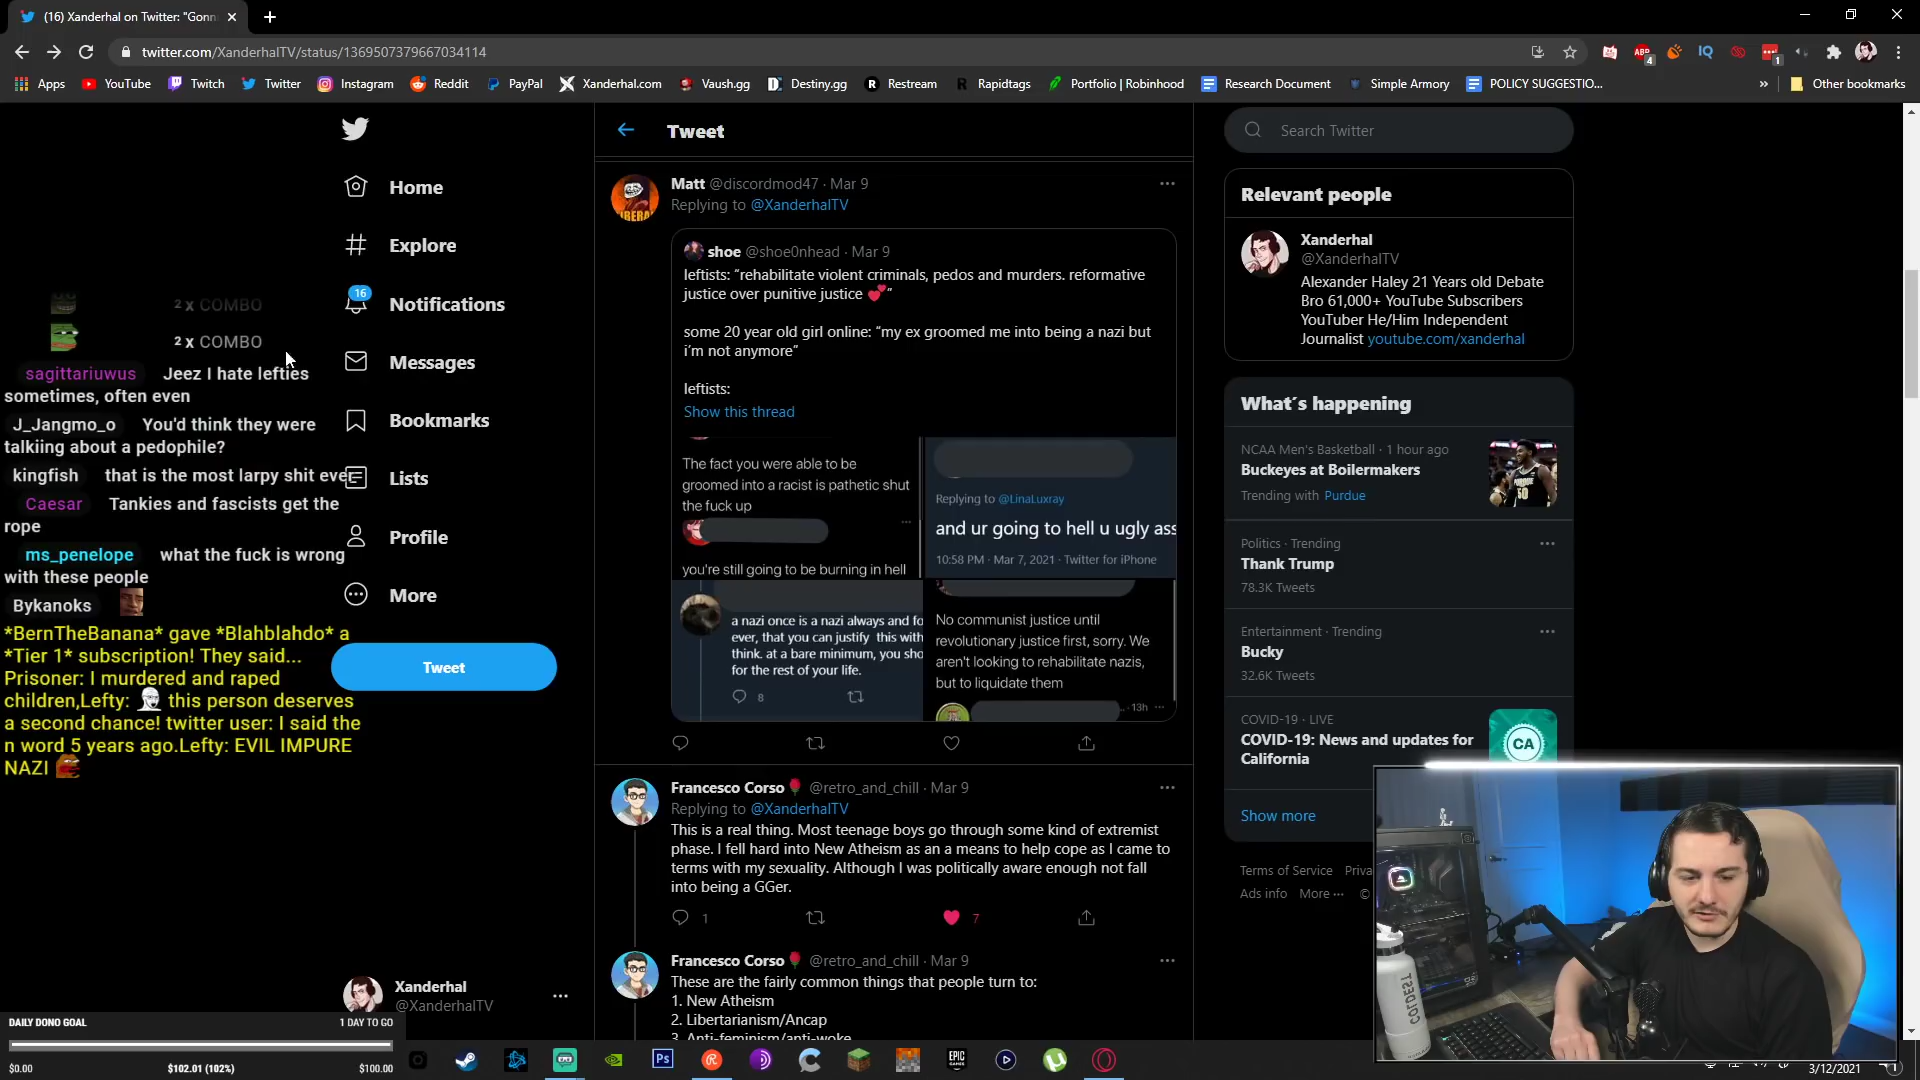 (16) Xanderhal on Twitter: "Gonn
twitter.com/XanderhalTV/status/1369507379667034114
Apps
YouTube
Twitch
Twitter
Instagram
Reddit
PayPal
Xanderhal.com
Vaush.gg
Destiny.gg
Restream
Rapidtags
Portfolio | Robinhood
Research Document
Simple Armory
POLICY SUGGESTIO...
»
Other bookmarks
Home
Explore
16
Notifications
Messages
Bookmarks
Lists
Profile
More
Tweet
Xanderhal
@XanderhalTV
2 x COMBO
2 x COMBO
sagittariuwus Jeez I hate lefties
sometimes, often even
J_Jangmo_o You'd think they were
talkiing about a pedophile?
kingfish that is the most larpy shit ever
Caesar Tankies and fascists get the
rope
ms_penelope what the fuck is wrong
with these people
Bykanoks
*BernTheBanana* gave *Blahblahdo* a
*Tier 1* subscription! They said...
Prisoner: I murdered and raped
children,Lefty: this person deserves
a second chance! twitter user: I said the
n word 5 years ago.Lefty: EVIL IMPURE
NAZI
DAILY DONO GOAL 1 DAY TO GO
$0.00 $102.01 (102%) $100.00
Tweet
Matt @discordmod47 · Mar 9
Replying to @XanderhalTV
shoe @shoe0nhead · Mar 9
leftists: “rehabilitate violent criminals, pedos and murders. reformative
justice over punitive justice 💞”
some 20 year old girl online: “my ex groomed me into being a nazi but
i’m not anymore”
leftists:
Show this thread
The fact you were able to be
groomed into a racist is pathetic shut
the fuck up
you're still going to be burning in hell
Replying to @LinaLuxray
and ur going to hell u ugly ass
10:58 PM · Mar 7, 2021 · Twitter for iPhone
a nazi once is a nazi always and fo
ever, that you can justify this with
think. at a bare minimum, you sho
for the rest of your life.
8
No communist justice until
revolutionary justice first, sorry. We
aren't looking to rehabilitate nazis,
but to liquidate them
13h
Francesco Corso🌹 @retro_and_chill · Mar 9
Replying to @XanderhalTV
This is a real thing. Most teenage boys go through some kind of extremist
phase. I fell hard into New Atheism as an a means to help cope as I came to
terms with my sexuality. Although I was politically aware enough not fall
into being a GGer.
1
7
Francesco Corso🌹 @retro_and_chill · Mar 9
These are the fairly common things that people turn to:
1. New Atheism
2. Libertarianism/Ancap
3. Anti-feminism/anti-woke
Search Twitter
Relevant people
Xanderhal
@XanderhalTV
Alexander Haley 21 Years old Debate
Bro 61,000+ YouTube Subscribers
YouTuber He/Him Independent
Journalist youtube.com/xanderhal
What’s happening
NCAA Men's Basketball · 1 hour ago
Buckeyes at Boilermakers
Trending with Purdue
Politics · Trending
Thank Trump
78.3K Tweets
Entertainment · Trending
Bucky
32.6K Tweets
COVID-19 · LIVE
COVID-19: News and updates for
California
CA
Show more
Terms of Service Priva
Ads info More ··· ©
COLDEST
3/12/2021